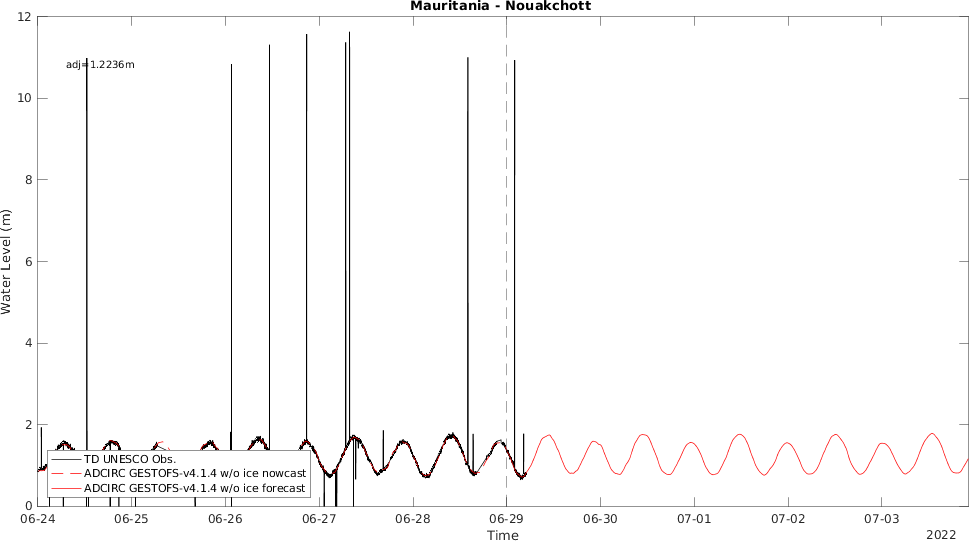 Mauritania - Nouakchott
12
10
8
6
4
2
0
Water Level (m)
adj=1.2236m
TD UNESCO Obs.
ADCIRC GESTOFS-v4.1.4 w/o ice nowcast
ADCIRC GESTOFS-v4.1.4 w/o ice forecast
06-24 06-25 06-26 06-27 06-28 06-29 06-30 07-01 07-02 07-03
Time
2022